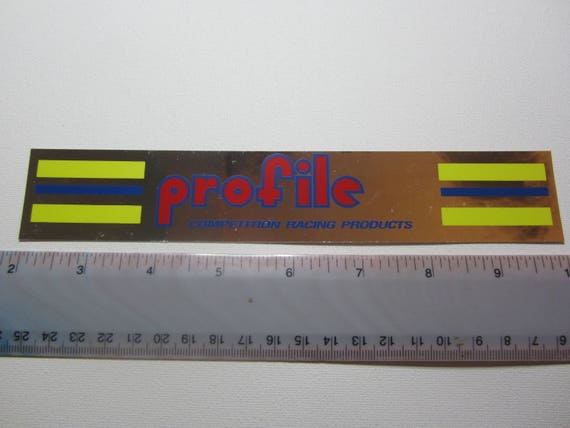 profile
COMPETITION RACING PRODUCTS
2 3 4 5 6 7 8 9
25 24 23 22 21 20 19 18 17 16 15 14 13 12 11 10 9 8 7 6